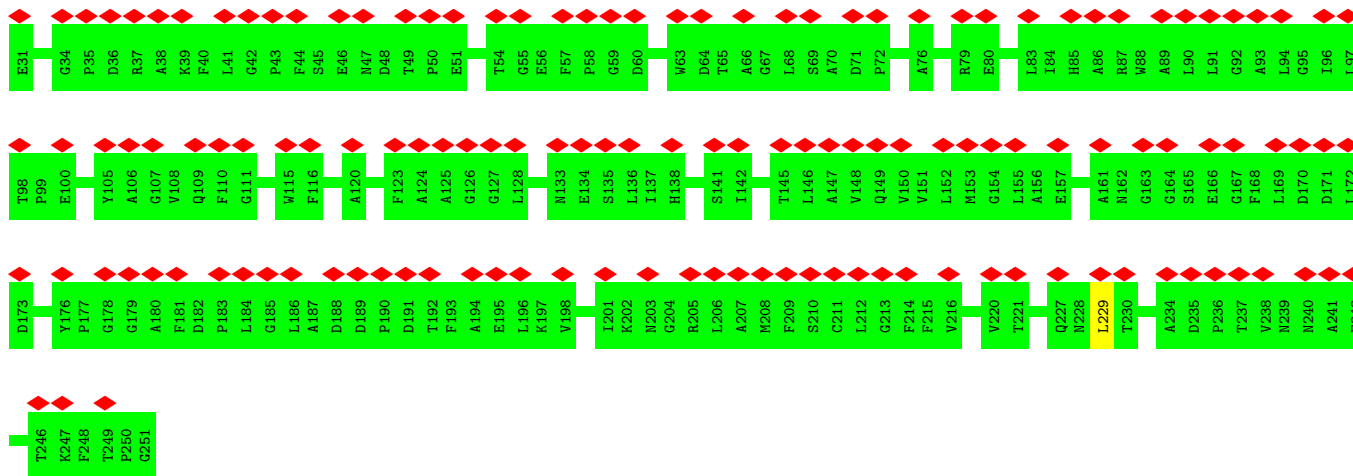 E31 G34 P35 D36 R37 A38 K39 F40 L41 G42 P43 F44 S45 E46 N47 D48 T49 P50 E51 T54 G55 E56 F57 P58 G59 D60 W63 D64 T65 A66 G67 L68 S69 A70 D71 P72 A76 R79 E80 L83 I84 H85 A86 R87 W88 A89 L90 L91 G92 A93 L94 G95 I96 L97
T98 P99 E100 Y105 A106 G107 V108 Q109 F110 G111 W115 F116 A120 F123 A124 A125 G126 G127 L128 N133 E134 S135 L136 I137 H138 S141 I142 T145 L146 A147 V148 Q149 V150 V151 L152 M153 G154 L155 A156 E157 A161 N162 G163 G164 S165 E166 G167 F168 L169 D170 D171 L172
D173 Y176 P177 G178 G179 A180 F181 D182 P183 L184 G185 L186 A187 D188 D189 P190 D191 T192 F193 A194 E195 L196 K197 V198 I201 K202 N203 G204 R205 L206 A207 M208 F209 S210 C211 L212 G213 F214 F215 V216 V220 T221 Q227 N228 L229 T230 A234 D235 P236 T237 V238 N239 N240 A241
T246 K247 F248 T249 P250 G251